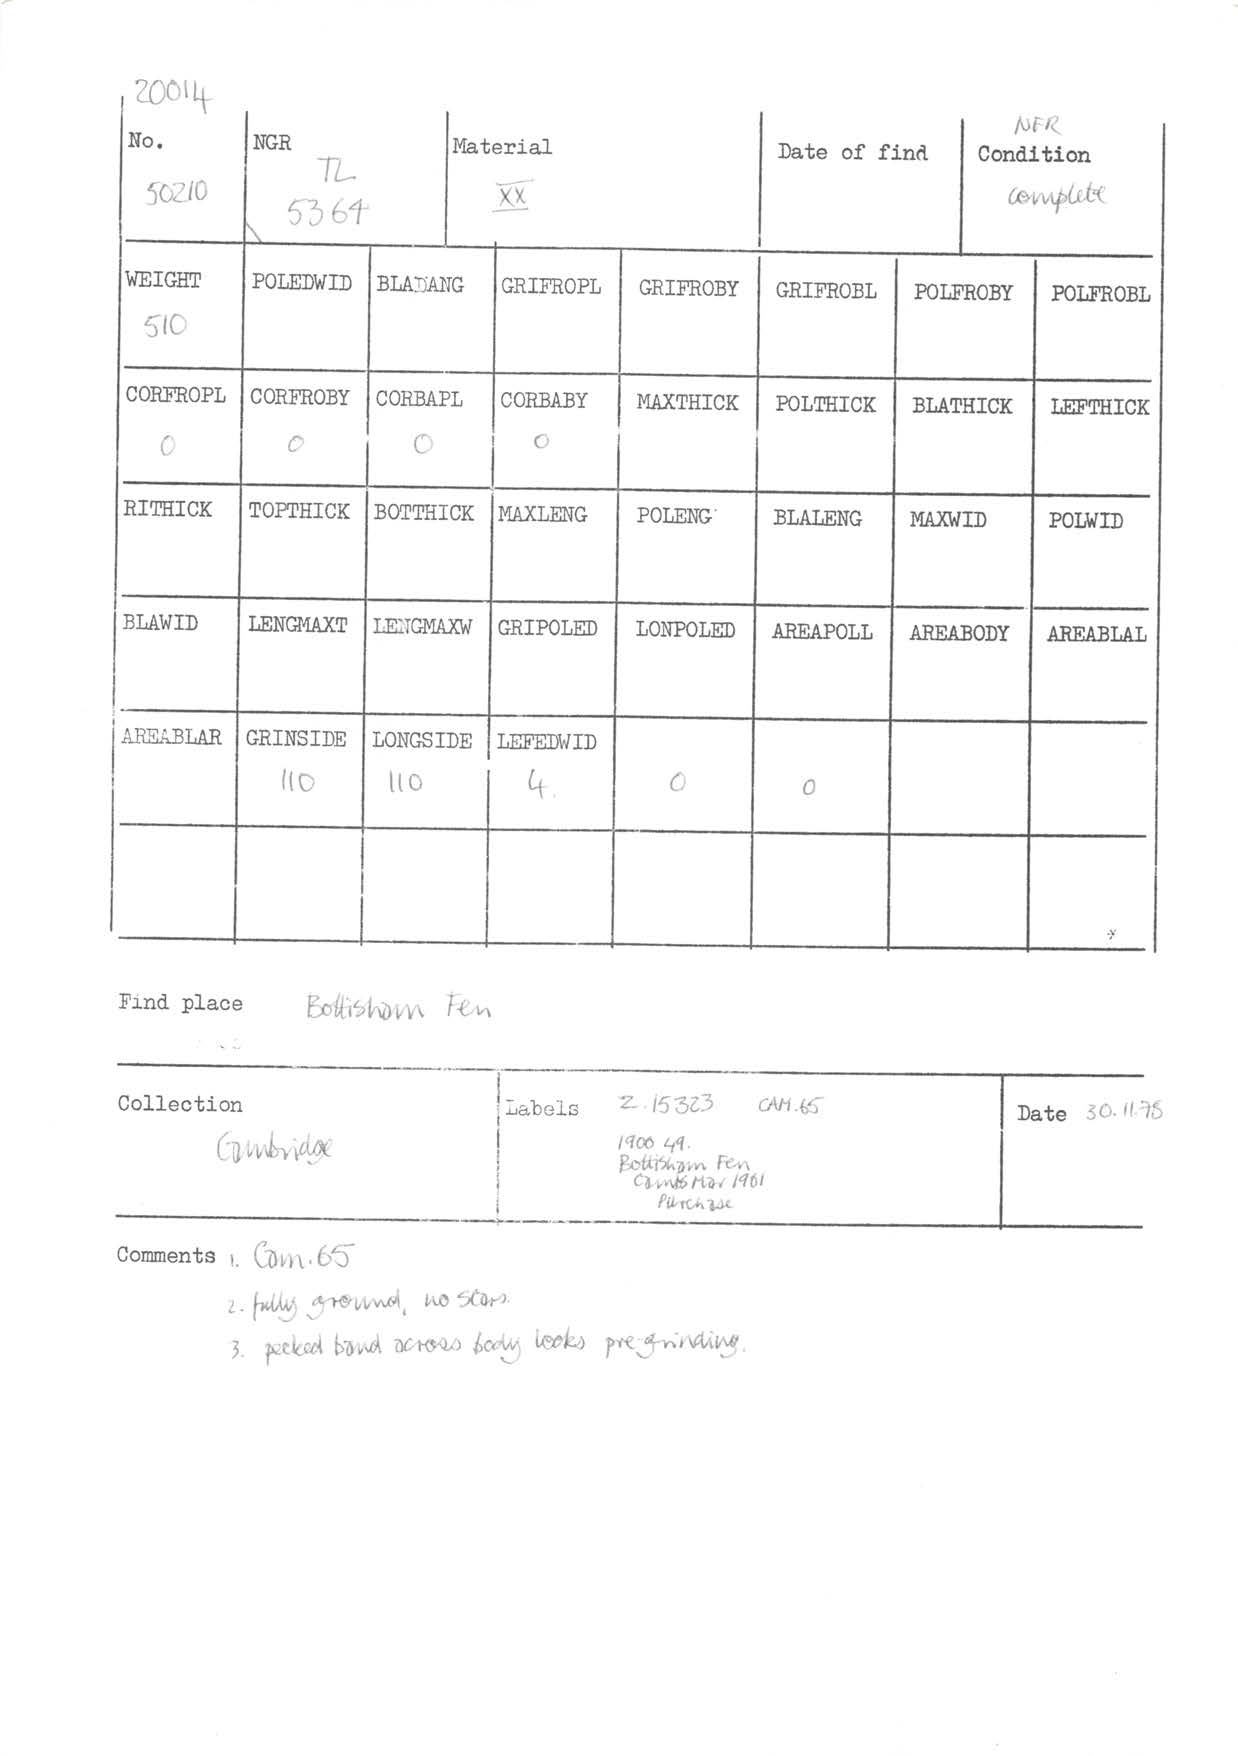 20014
No. NGR Material Date of find NFR Condition
50210 TL 5364 XX complete
WEIGHT POLEDWID BLADANG GRIFROPL GRIFROBY GRIFROBL POLFROBY POLFROBL
510
CORFROPL CORFROBY CORBAPL CORBABY MAXTHICK POLTHICK BLATHICK LEFTHICK
0 0 0 0
RITHICK TOPTHICK BOTTHICK MAXLENG POLENG BLALENG MAXWID POLWID
BLAWID LENGMAXT LENGMAXW GRIPOLED LONPOLED AREAPOLL AREABODY AREABLAL
AREABLAR GRINSIDE LONGSIDE LEFEDWID
110 110 4. 0 0
Find place Bottisham Fen
Collection Labels Z.15323 CAM.65 Date 30.11.75
Cambridge 1900 49.
Bottisham Fen
Cambs Mar 1901
Purchase
Comments 1. Cam.65
2. fully ground, no scars.
3. pecked band across body looks pre-grinding.